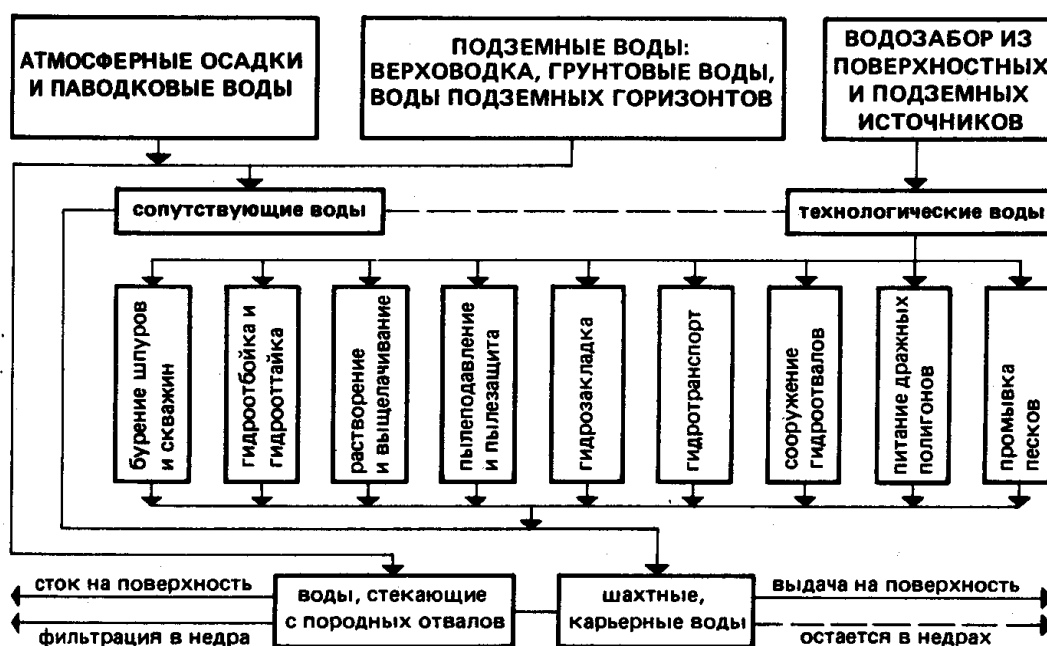 АТМОСФЕРНЫЕ ОСАДКИ
И ПАВОДКОВЫЕ ВОДЫ
ПОДЗЕМНЫЕ ВОДЫ:
ВЕРХОВОДКА, ГРУНТОВЫЕ ВОДЫ,
ВОДЫ ПОДЗЕМНЫХ ГОРИЗОНТОВ
ВОДОЗАБОР ИЗ
ПОВЕРХНОСТНЫХ
И ПОДЗЕМНЫХ
ИСТОЧНИКОВ
сопутствующие воды
технологические воды
бурение шпуров
и скважин
гидроотбойка и
гидрооттайка
растворение
и выщелачивание
пылеподавление
и пылезащита
гидрозакладка
гидротранспорт
сооружение
гидроотвалов
питание дражных
полигонов
промывка
песков
сток на поверхность
фильтрация в недра
воды, стекающие
с породных отвалов
шахтные,
карьерные воды
выдача на поверхность
остается в недрах